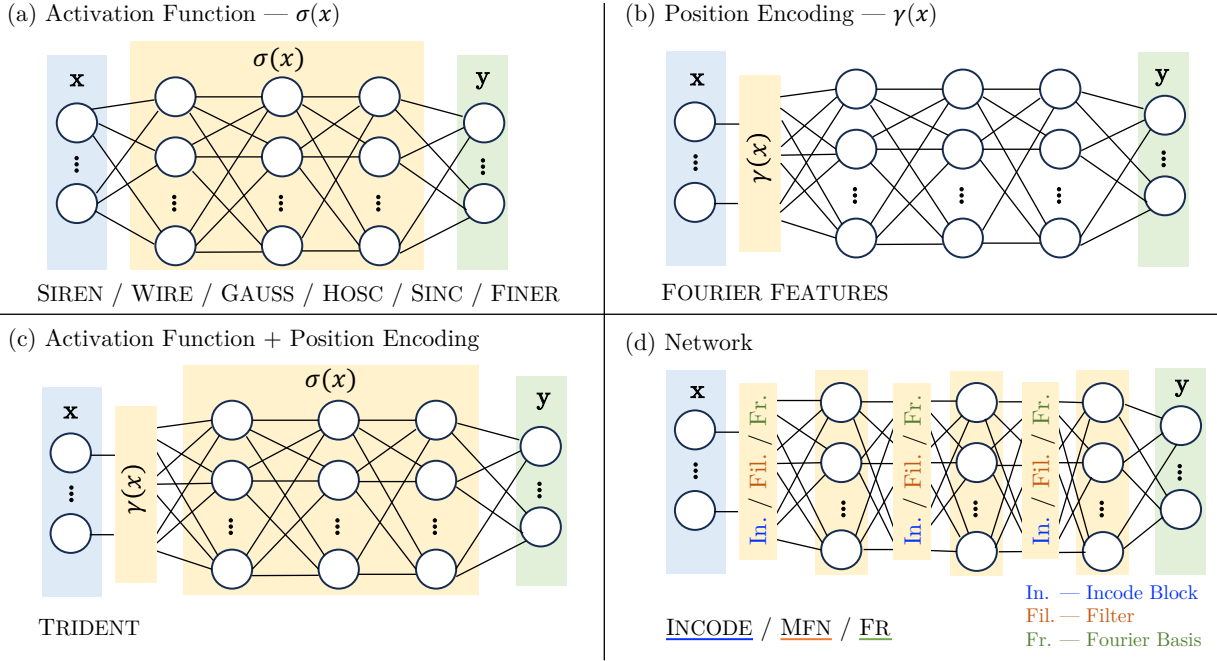 (a) Activation Function — σ(x)
σ(x)
x
y
SIREN / WIRE / GAUSS / HOSC / SINC / FINER
(b) Position Encoding — γ(x)
x
y
γ(x)
FOURIER FEATURES
(c) Activation Function + Position Encoding
σ(x)
x
y
γ(x)
TRIDENT
(d) Network
x
y
In. / Fil. / Fr.
In. / Fil. / Fr.
In. / Fil. / Fr.
In. — Incode Block
Fil. — Filter
Fr. — Fourier Basis
INCODE / MFN / FR